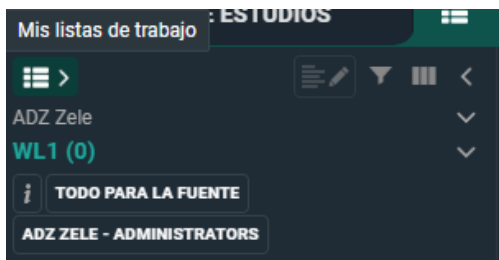 : ESTUDIOS
Mis listas de trabajo
ADZ Zele
WL1 (0)
i TODO PARA LA FUENTE
ADZ ZELE - ADMINISTRATORS